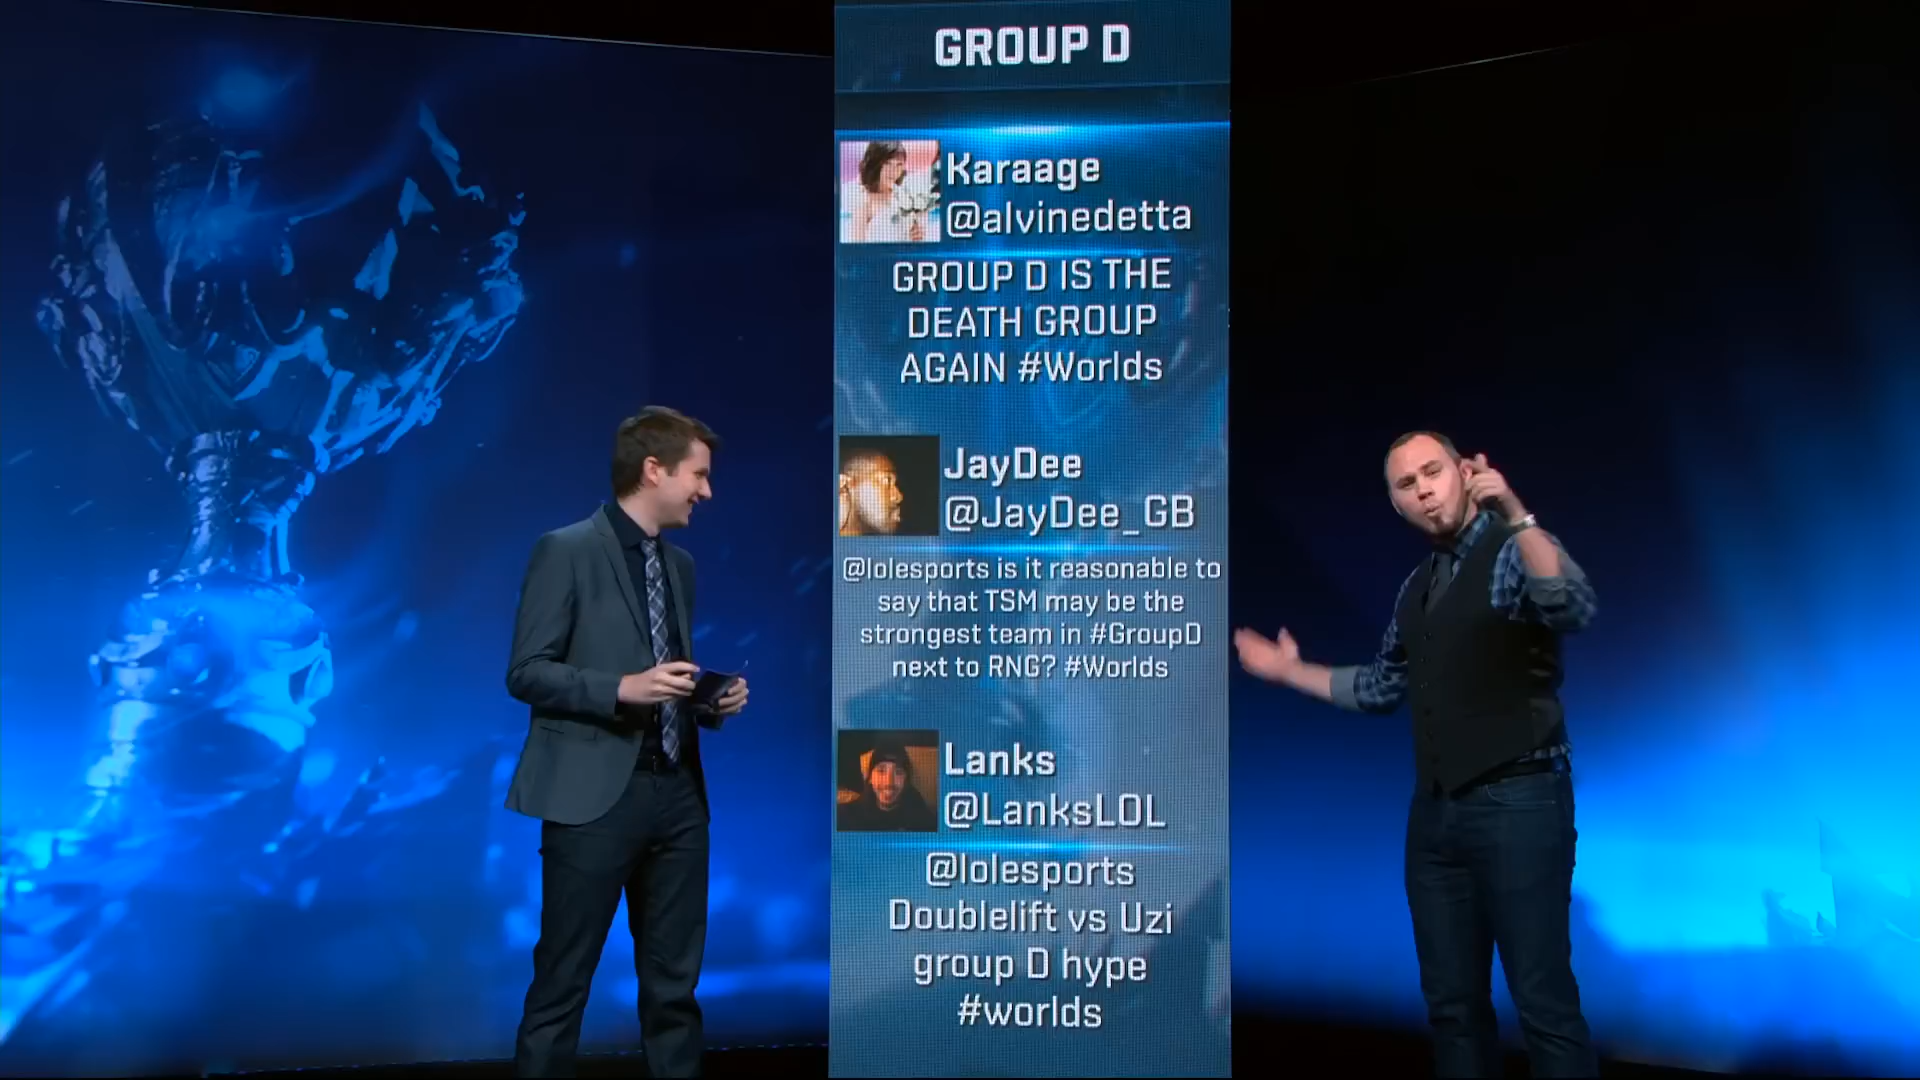 GROUP D
Karaage
@alvinedetta
GROUP D IS THE
DEATH GROUP
AGAIN #Worlds
JayDee
@JayDee_GB
@lolesports is it reasonable to
say that TSM may be the
strongest team in #GroupD
next to RNG? #Worlds
Lanks
@LanksLOL
@lolesports
Doublelift vs Uzi
group D hype
#worlds